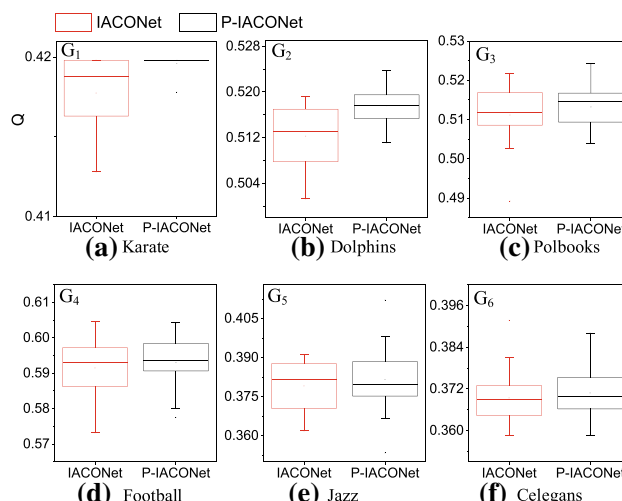 IACONet P-IACONet
G1 G2 G3
Q
0.42 0.41
0.528 0.520 0.512 0.504
0.53 0.52 0.51 0.50 0.49
IACONet P-IACONet IACONet P-IACONet IACONet P-IACONet
(a) Karate (b) Dolphins (c) Polbooks
G4 G5 G6
0.61 0.60 0.59 0.58 0.57
0.405 0.390 0.375 0.360
0.396 0.384 0.372 0.360
IACONet P-IACONet IACONet P-IACONet IACONet P-IACONet
(d) Football (e) Jazz (f) Celegans